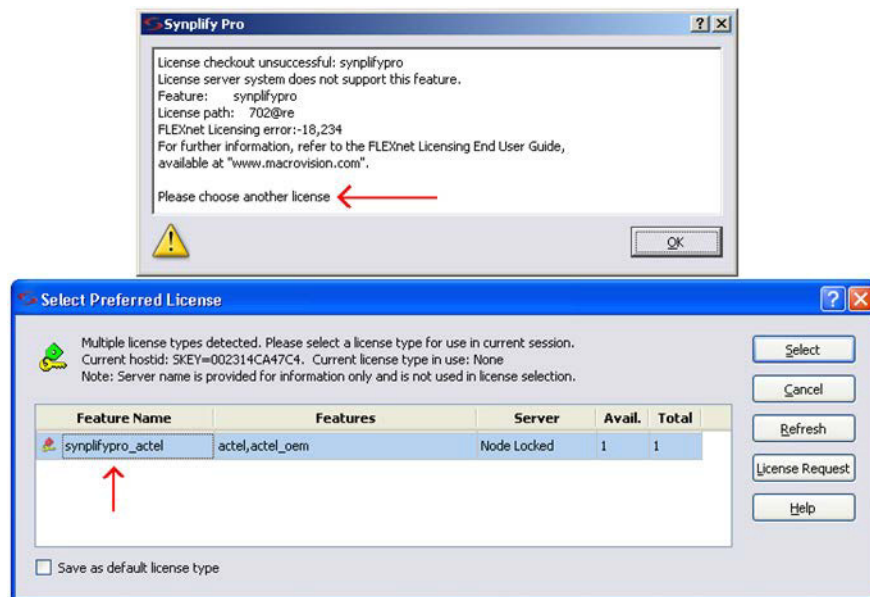 Synplify Pro
License checkout unsuccessful: synplifypro
License server system does not support this feature.
Feature: synplifypro
License path: 702@re
FLEXnet Licensing error:-18,234
For further information, refer to the FLEXnet Licensing End User Guide,
available at "www.macrovision.com".
Please choose another license
OK
Select Preferred License
Multiple license types detected. Please select a license type for use in current session.
Current hostid: SKEY=002314CA47C4. Current license type in use: None
Note: Server name is provided for information only and is not used in license selection.
Select
Cancel
Refresh
License Request
Help
Feature Name Features Server Avail. Total
synplifypro_actel actel,actel_oem Node Locked 1 1
Save as default license type